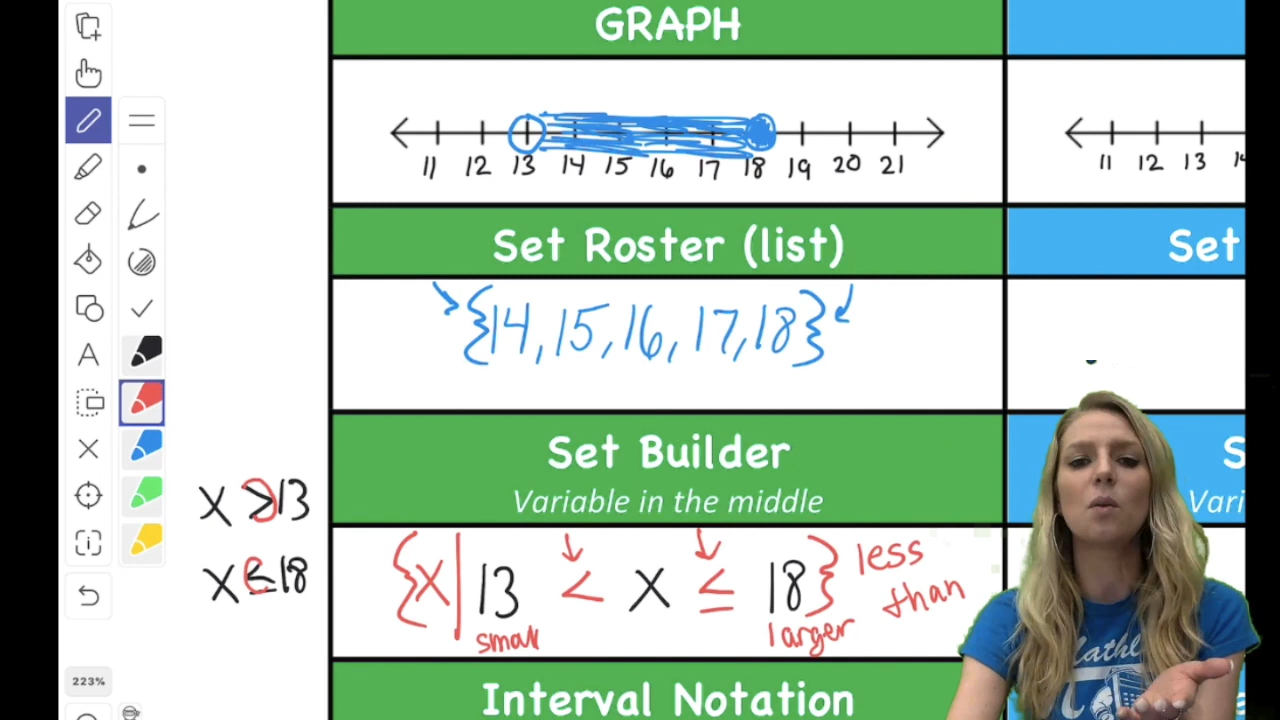 GRAPH
11 12 13 14 15 16 17 18 19 20 21
11 12 13
Set Roster (list)
Set
{14, 15, 16, 17, 18}
Set Builder
Variable in the middle
S
Vari
X > 13
X ≤ 18
{X | 13 < X ≤ 18}
less
than
small
larger
Interval Notation
A
223%